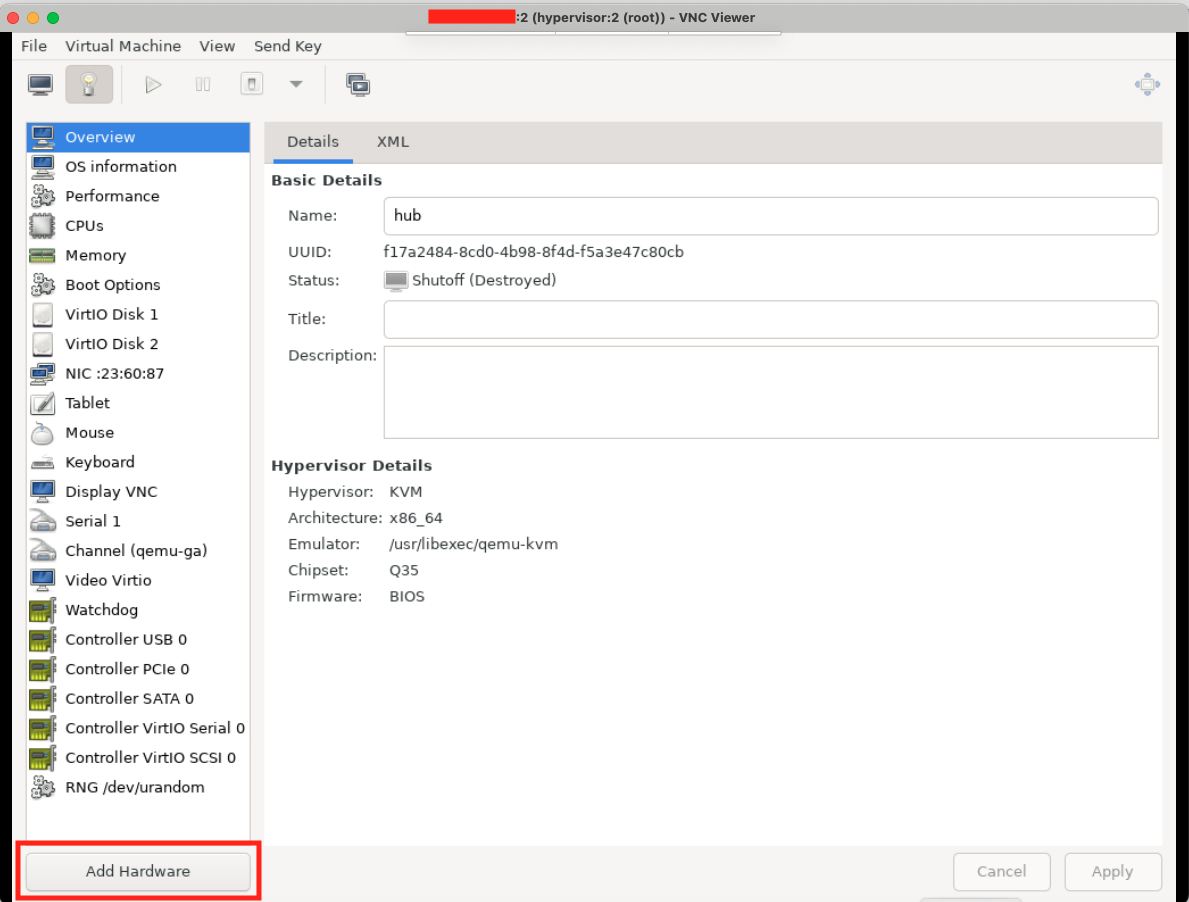 :2 (hypervisor:2 (root)) - VNC Viewer
File Virtual Machine View Send Key
Overview
OS information
Performance
CPUs
Memory
Boot Options
VirtIO Disk 1
VirtIO Disk 2
NIC :23:60:87
Tablet
Mouse
Keyboard
Display VNC
Serial 1
Channel (qemu-ga)
Video Virtio
Watchdog
Controller USB 0
Controller PCIe 0
Controller SATA 0
Controller VirtIO Serial 0
Controller VirtIO SCSI 0
RNG /dev/urandom
Add Hardware
Details XML
Basic Details
Name: hub
UUID: f17a2484-8cd0-4b98-8f4d-f5a3e47c80cb
Status: Shutoff (Destroyed)
Title:
Description:
Hypervisor Details
Hypervisor: KVM
Architecture: x86_64
Emulator: /usr/libexec/qemu-kvm
Chipset: Q35
Firmware: BIOS
Cancel Apply